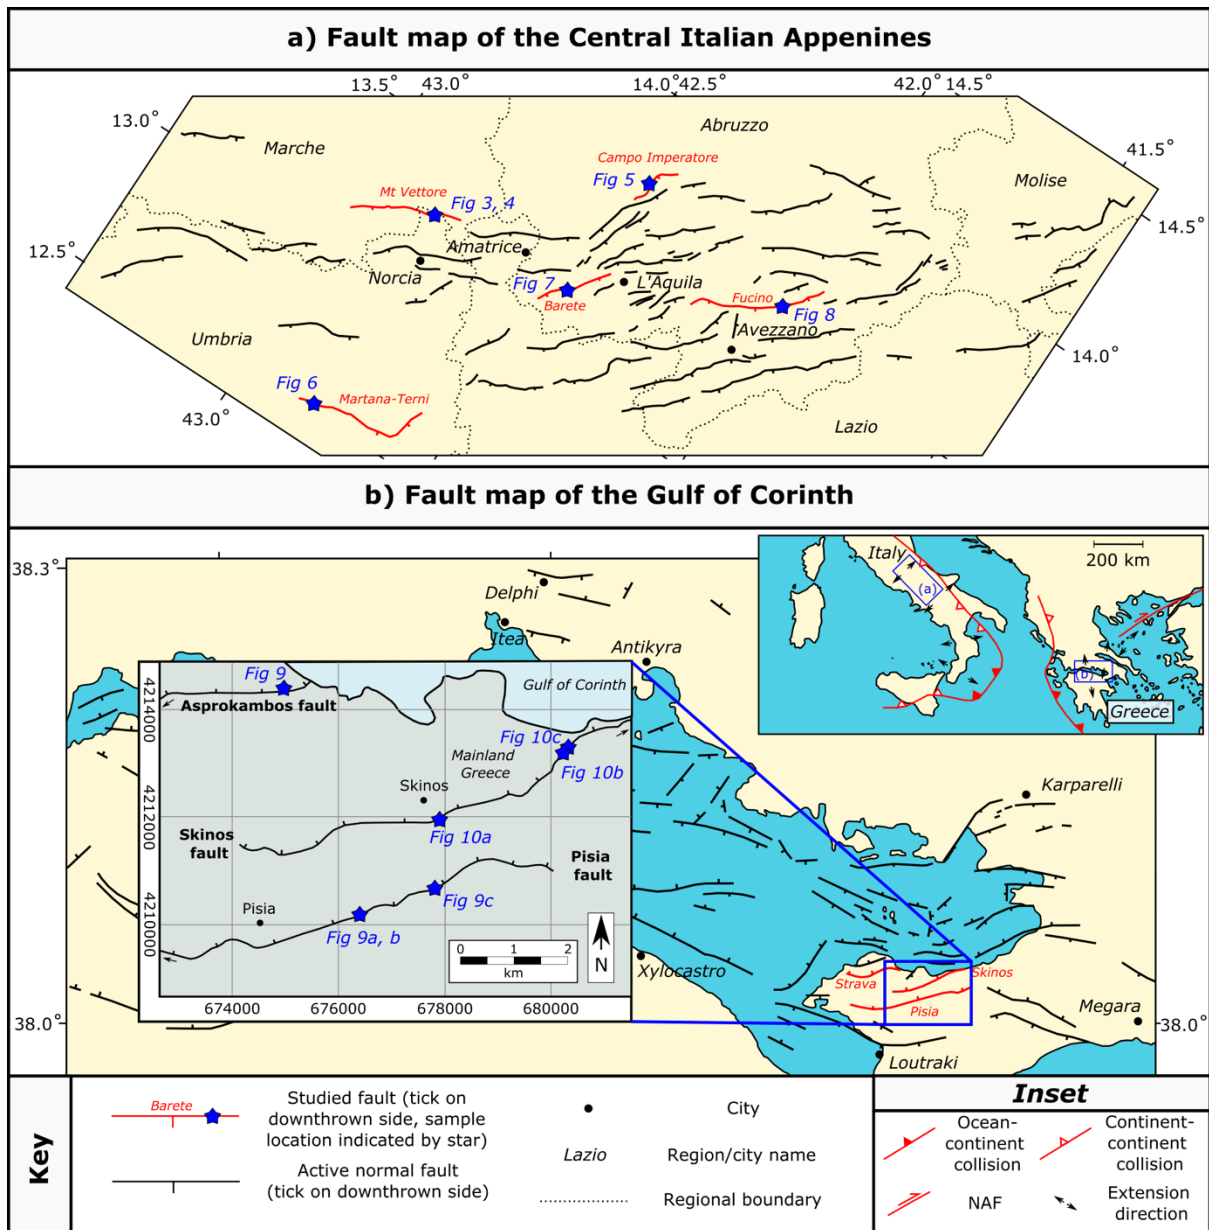 a) Fault map of the Central Italian Appenines
13.5° 43.0° 14.0° 42.5° 42.0° 14.5°
13.0°
Marche
Abruzzo
41.5°
Campo Imperatore
Fig 5
Molise
Mt Vettore
Fig 3, 4
14.5°
12.5°
Amatrice
Norcia
Fig 7
L'Aquila
Barete
Fucino
Fig 8
Avezzano
Umbria
14.0°
Fig 6
Martana-Terni
43.0°
Lazio
b) Fault map of the Gulf of Corinth
38.3°
Delphi
Itea
Antikyra
Italy
200 km
(a)
(b)
Greece
Fig 9
Gulf of Corinth
Asprokambos fault
4214000
Fig 10c
Mainland
Greece
Fig 10b
Skinos
4212000
Fig 10a
Skinos
fault
Pisia
fault
Fig 9c
Pisia
4210000
Fig 9a, b
0 1 2
km
N
674000 676000 678000 680000
Karparelli
Xylocastro
Strava
Skinos
Pisia
Megara
Loutraki
38.0°
38.0°
Key
Barete
Studied fault (tick on
downthrown side, sample
location indicated by star)
Active normal fault
(tick on downthrown side)
City
Lazio
Region/city name
Regional boundary
Inset
Ocean-
continent
collision
Continent-
continent
collision
NAF
Extension
direction